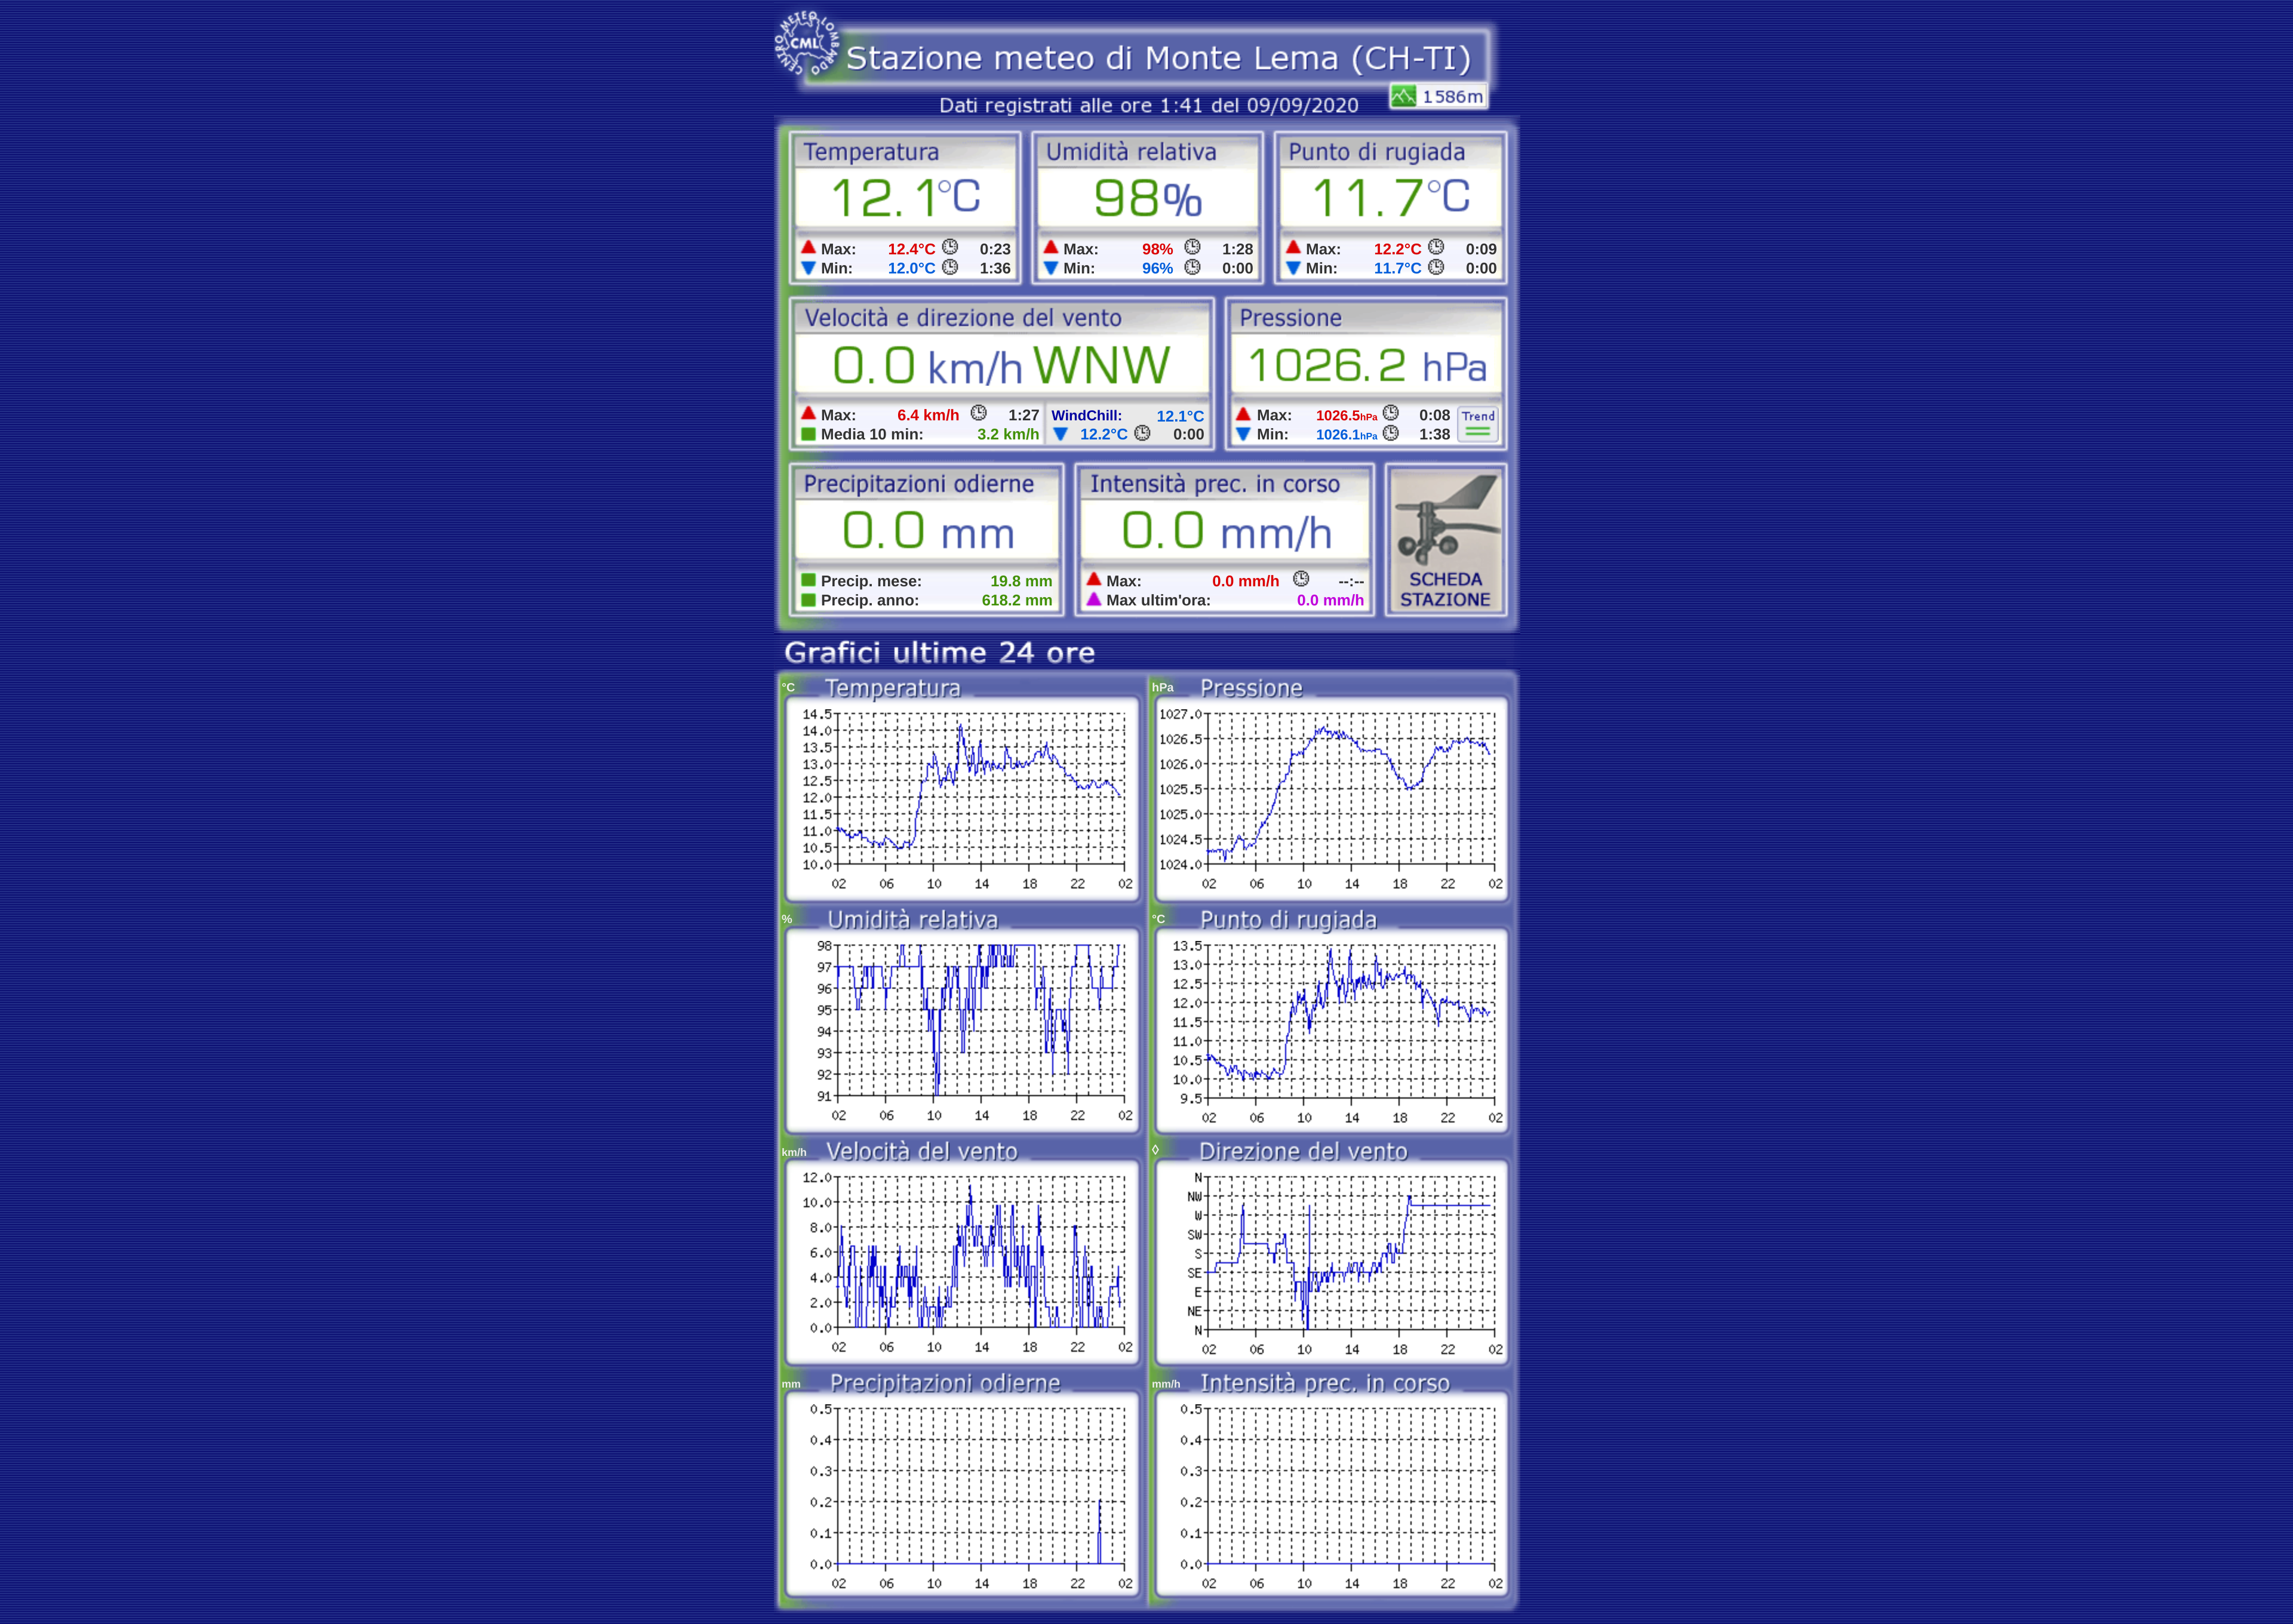 CENTRO METEO LOMBARDO
CML
Stazione meteo di Monte Lema (CH-TI)
1586m
Dati registrati alle ore 1:41 del 09/09/2020
Temperatura
12.1°C
Max: 12.4°C 0:23
Min: 12.0°C 1:36
Umidità relativa
98%
Max: 98% 1:28
Min: 96% 0:00
Punto di rugiada
11.7°C
Max: 12.2°C 0:09
Min: 11.7°C 0:00
Velocità e direzione del vento
0.0 km/h WNW
Max: 6.4 km/h 1:27
Media 10 min: 3.2 km/h
WindChill: 12.1°C
12.2°C 0:00
Pressione
1026.2 hPa
Max: 1026.5hPa 0:08
Min: 1026.1hPa 1:38
Trend
Precipitazioni odierne
0.0 mm
Precip. mese: 19.8 mm
Precip. anno: 618.2 mm
Intensità prec. in corso
0.0 mm/h
Max: 0.0 mm/h --:--
Max ultim'ora: 0.0 mm/h
SCHEDA
STAZIONE
Grafici ultime 24 ore
°C Temperatura
14.5
14.0
13.5
13.0
12.5
12.0
11.5
11.0
10.5
10.0
02 06 10 14 18 22 02
hPa Pressione
1027.0
1026.5
1026.0
1025.5
1025.0
1024.5
1024.0
02 06 10 14 18 22 02
% Umidità relativa
98
97
96
95
94
93
92
91
02 06 10 14 18 22 02
°C Punto di rugiada
13.5
13.0
12.5
12.0
11.5
11.0
10.5
10.0
9.5
02 06 10 14 18 22 02
km/h Velocità del vento
12.0
10.0
8.0
6.0
4.0
2.0
0.0
02 06 10 14 18 22 02
◊ Direzione del vento
N
NW
W
SW
S
SE
E
NE
N
02 06 10 14 18 22 02
mm Precipitazioni odierne
0.5
0.4
0.3
0.2
0.1
0.0
02 06 10 14 18 22 02
mm/h Intensità prec. in corso
0.5
0.4
0.3
0.2
0.1
0.0
02 06 10 14 18 22 02